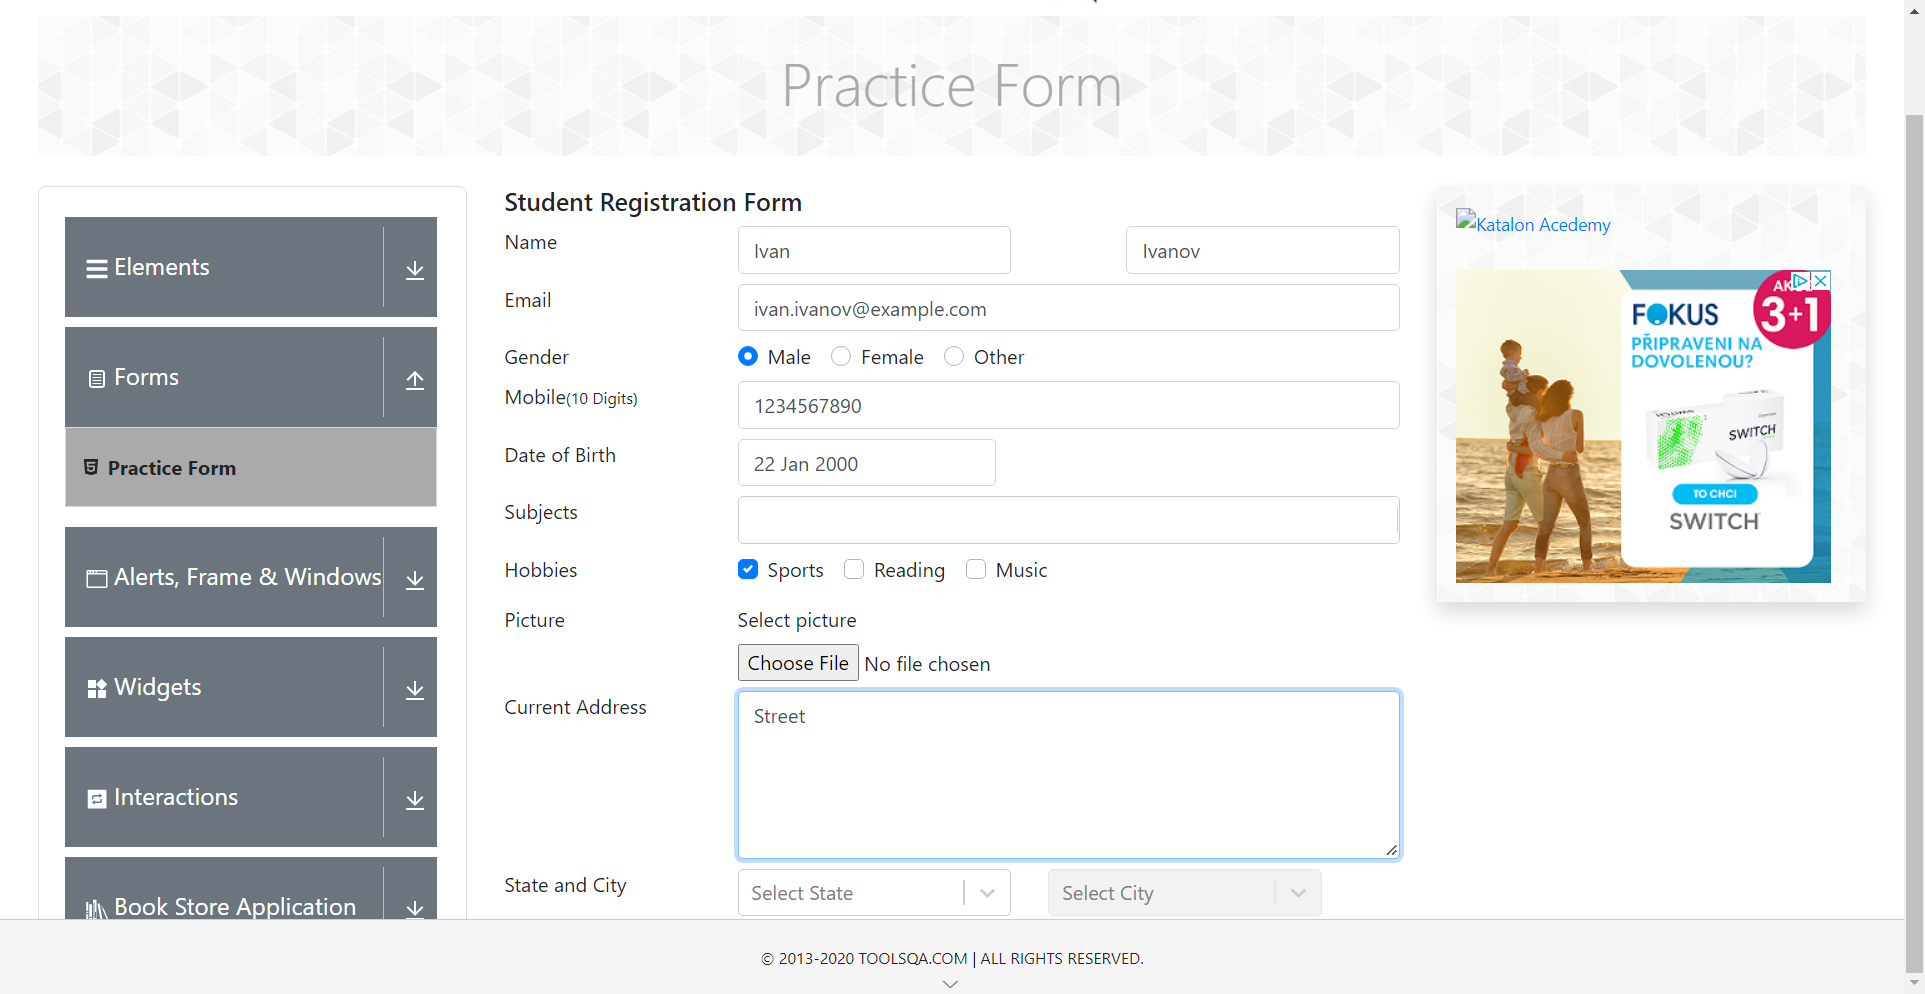 Practice Form
Elements
Forms
Practice Form
Alerts, Frame & Windows
Widgets
Interactions
Book Store Application
Student Registration Form
Name
Ivan
Ivanov
Email
ivan.ivanov@example.com
Gender
Male
Female
Other
Mobile(10 Digits)
1234567890
Date of Birth
22 Jan 2000
Subjects
Hobbies
Sports
Reading
Music
Picture
Select picture
Choose File No file chosen
Current Address
Street
State and City
Select State
Select City
Katalon Acedemy
3+1
FOKUS
PŘIPRAVENI NA
DOVOLENOU?
SWITCH
TO CHCI
SWITCH
© 2013-2020 TOOLSQA.COM | ALL RIGHTS RESERVED.